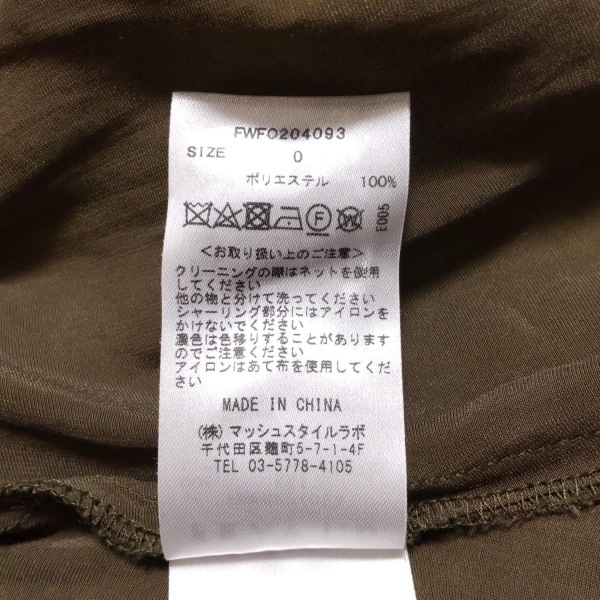 FWFO204093
SIZE 0
ポリエステル 100%
F W
E005
<お取り扱い上のご注意>
クリーニングの際はネットを使用
してください
他の物と分けて洗ってください
シャーリング部分にはアイロンを
かけないでください
濃色は色移りすることがあります
のでご注意ください
アイロンはあて布を使用してくだ
さい
MADE IN CHINA
(株)マッシュスタイルラボ
千代田区麹町5-7-1-4F
TEL 03-5778-4105